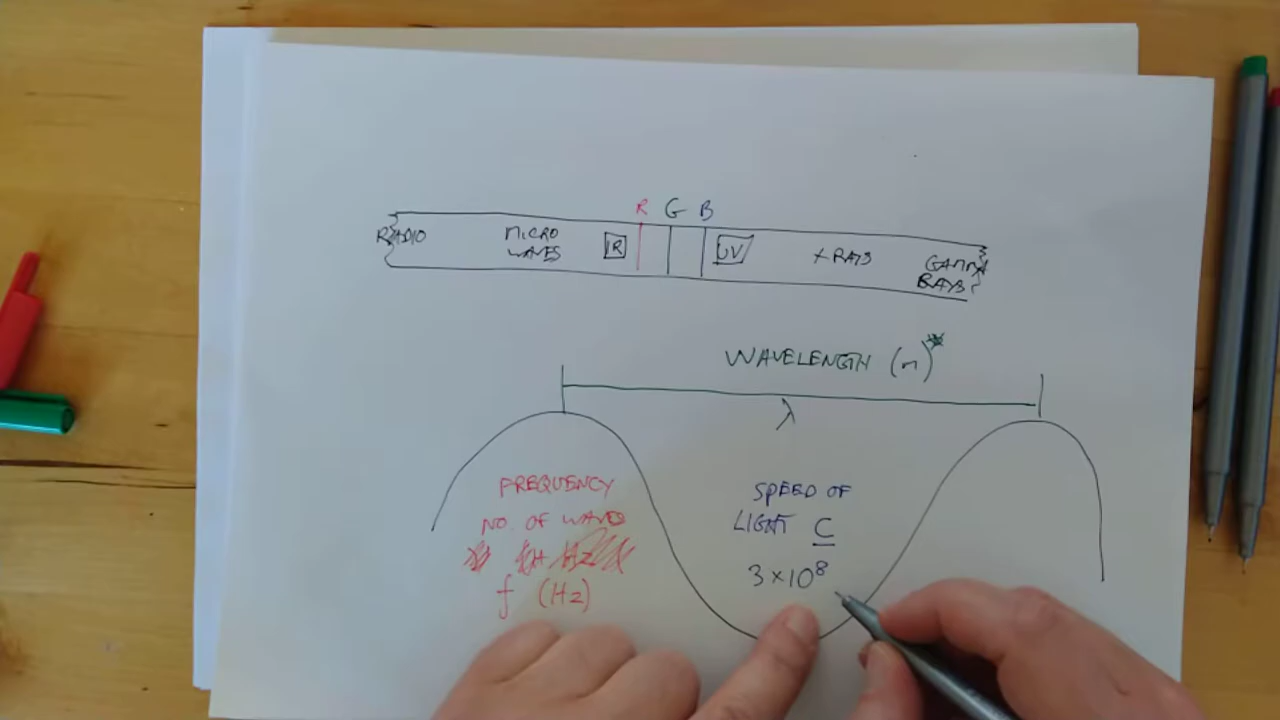 R G B
RADIO MICRO WAVES IR UV X RAYS GAMMA RAYS
WAVELENGTH (m)*
λ
FREQUENCY
NO. OF WAVES
f (Hz)
SPEED OF
LIGHT C
3×10⁸